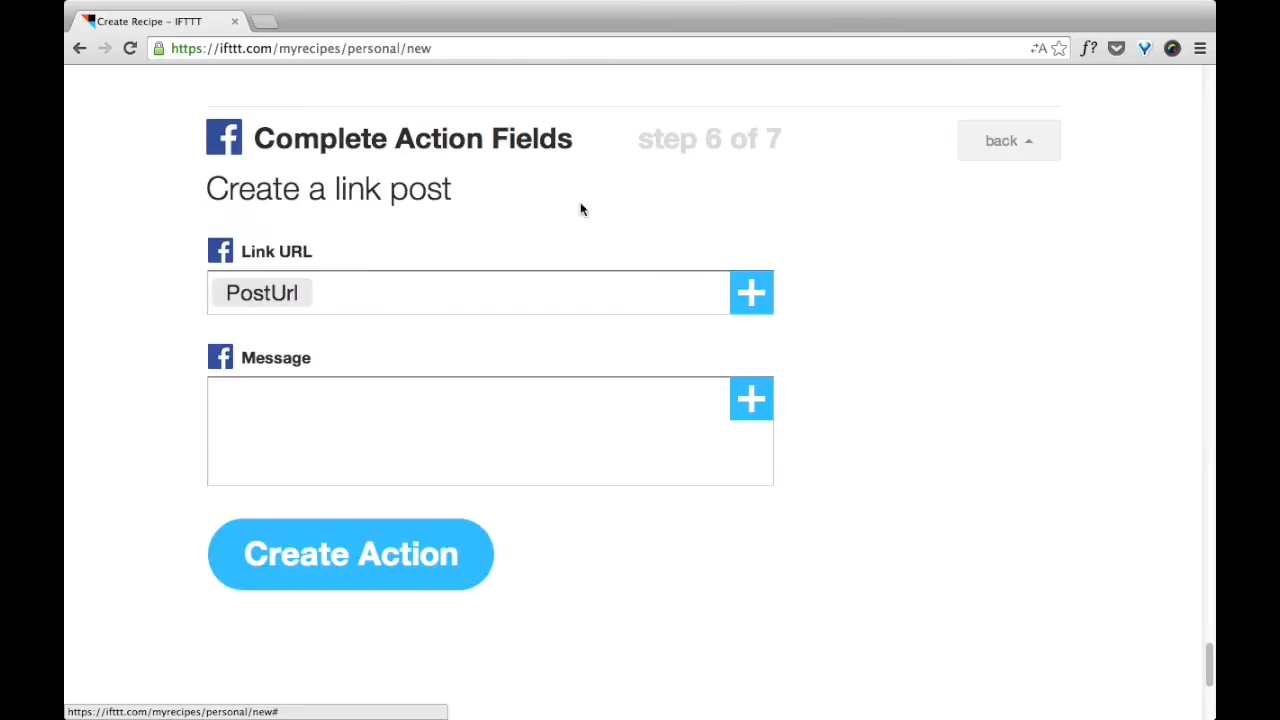 Create Recipe – IFTTT
https://ifttt.com/myrecipes/personal/new
Complete Action Fields step 6 of 7 back
Create a link post
Link URL
PostUrl
Message
Create Action
https://ifttt.com/myrecipes/personal/new#